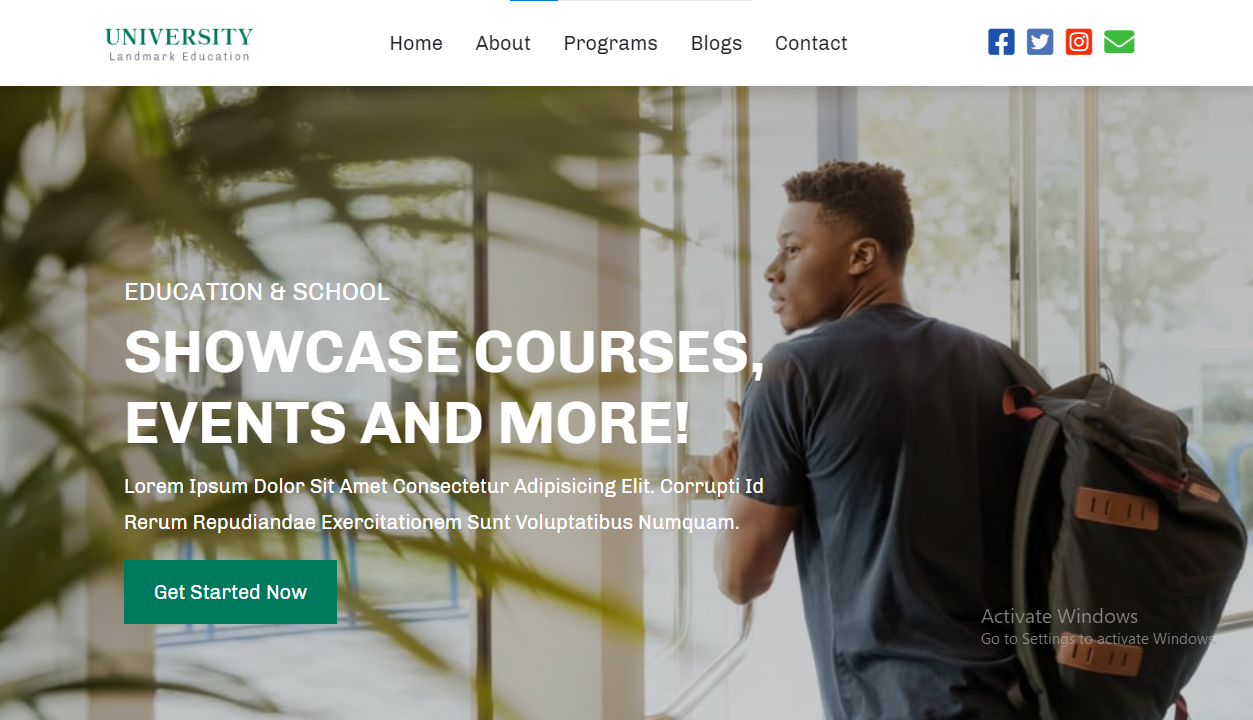 UNIVERSITY
Landmark Education
Home About Programs Blogs Contact
EDUCATION & SCHOOL
SHOWCASE COURSES,
EVENTS AND MORE!
Lorem Ipsum Dolor Sit Amet Consectetur Adipisicing Elit. Corrupti Id
Rerum Repudiandae Exercitationem Sunt Voluptatibus Numquam.
Get Started Now
Activate Windows
Go to Settings to activate Windows.